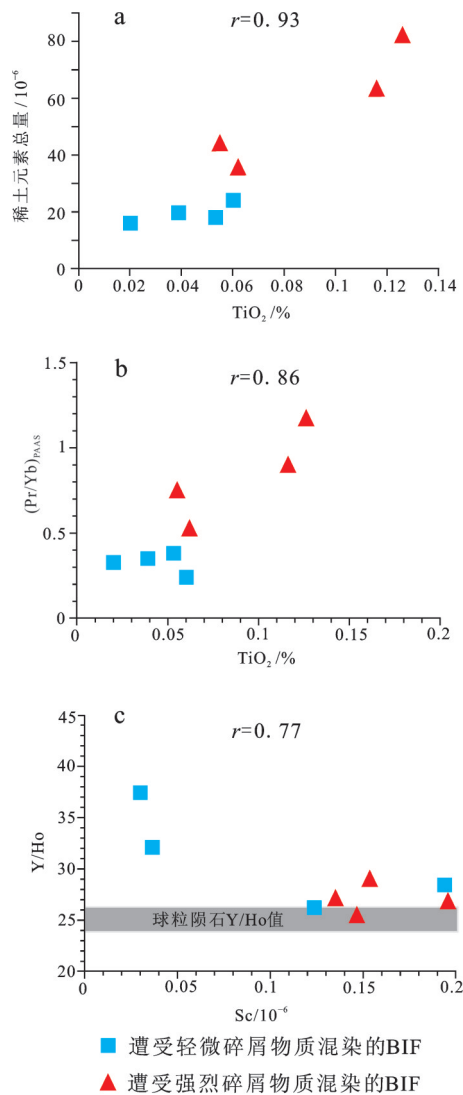 a
r=0.93
80
60
40
20
0
稀土元素总量/10⁻⁶
0 0.02 0.04 0.06 0.08 0.1 0.12 0.14
TiO₂/%
b
r=0.86
1.5
1
0.5
0
(Pr/Yb)PAAS
0 0.05 0.1 0.15 0.2
TiO₂/%
c
r=0.77
45
40
35
30
25
20
Y/Ho
球粒陨石Y/Ho值
0 0.05 0.1 0.15 0.2
Sc/10⁻⁶
遭受轻微碎屑物质混染的BIF
遭受强烈碎屑物质混染的BIF